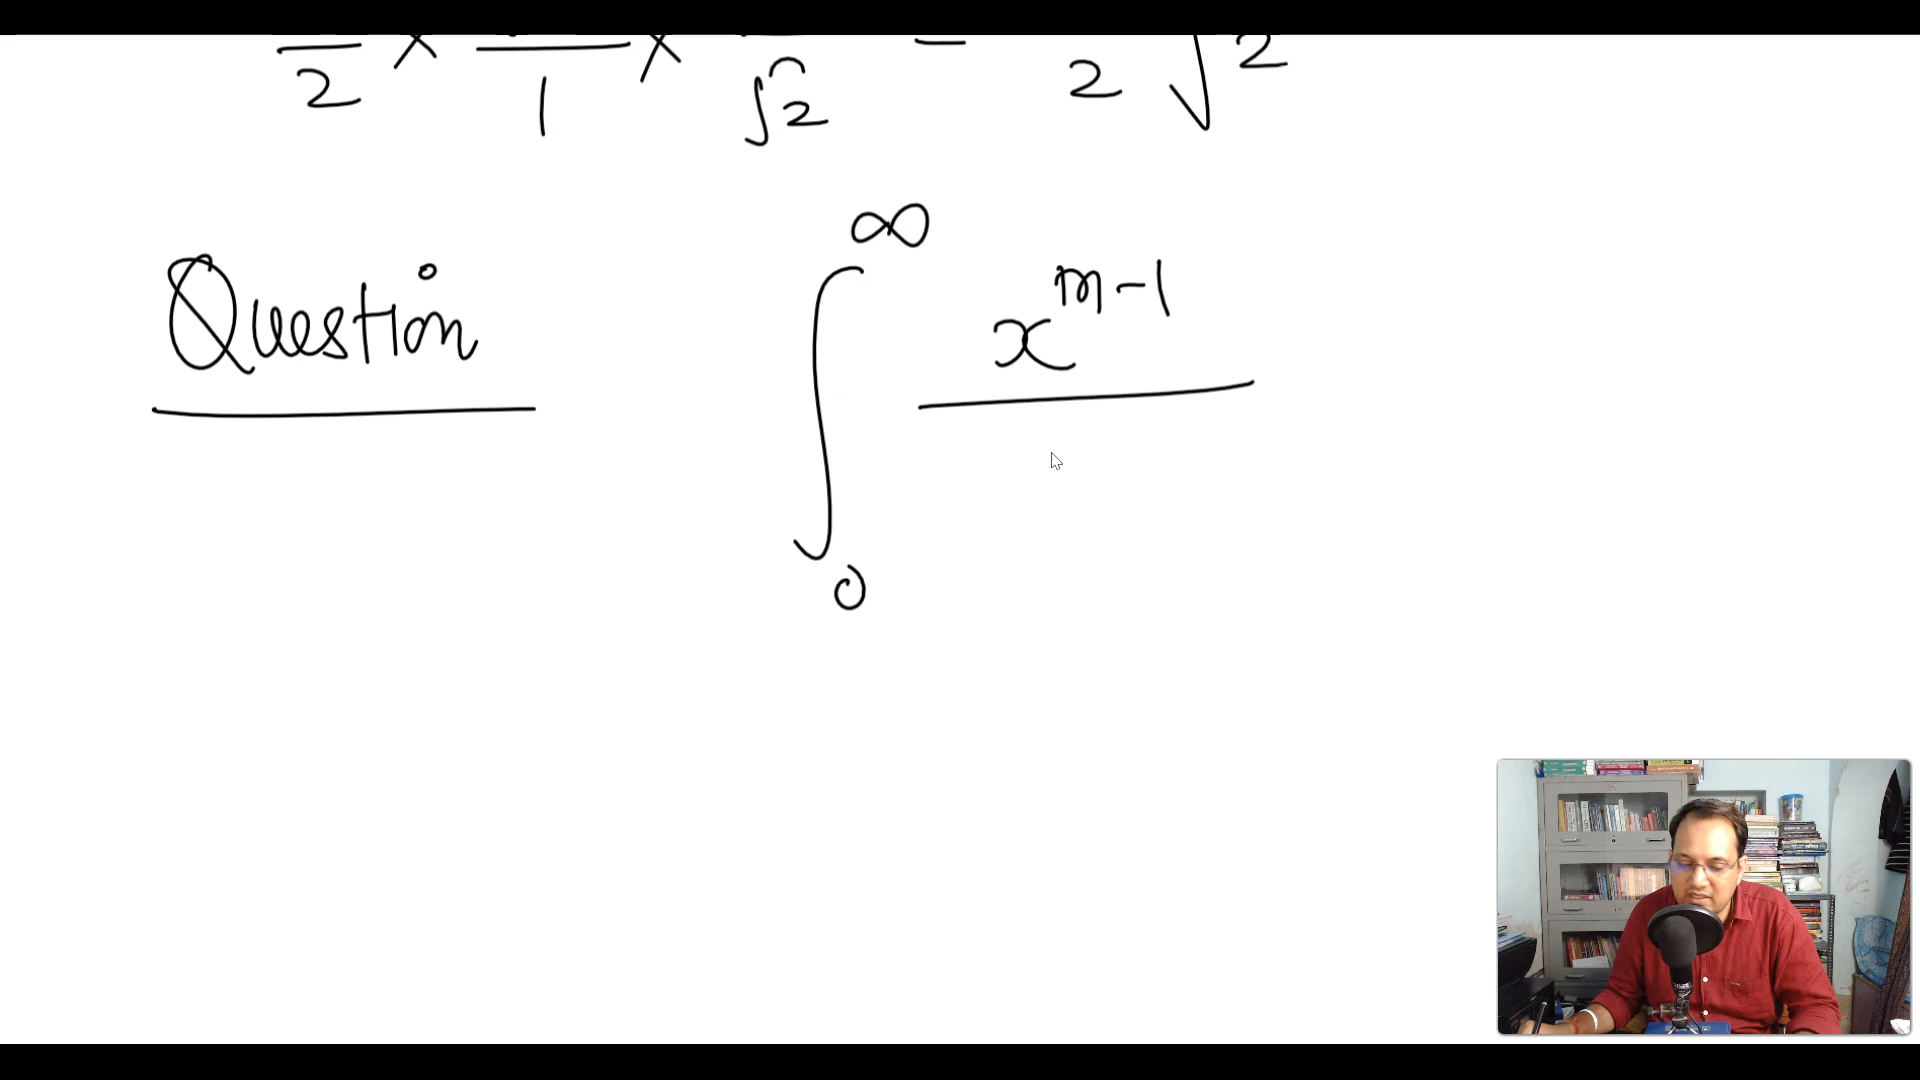 2 × 1 × √2 = 2 √2
Question ∫₀^∞ x^(m-1)